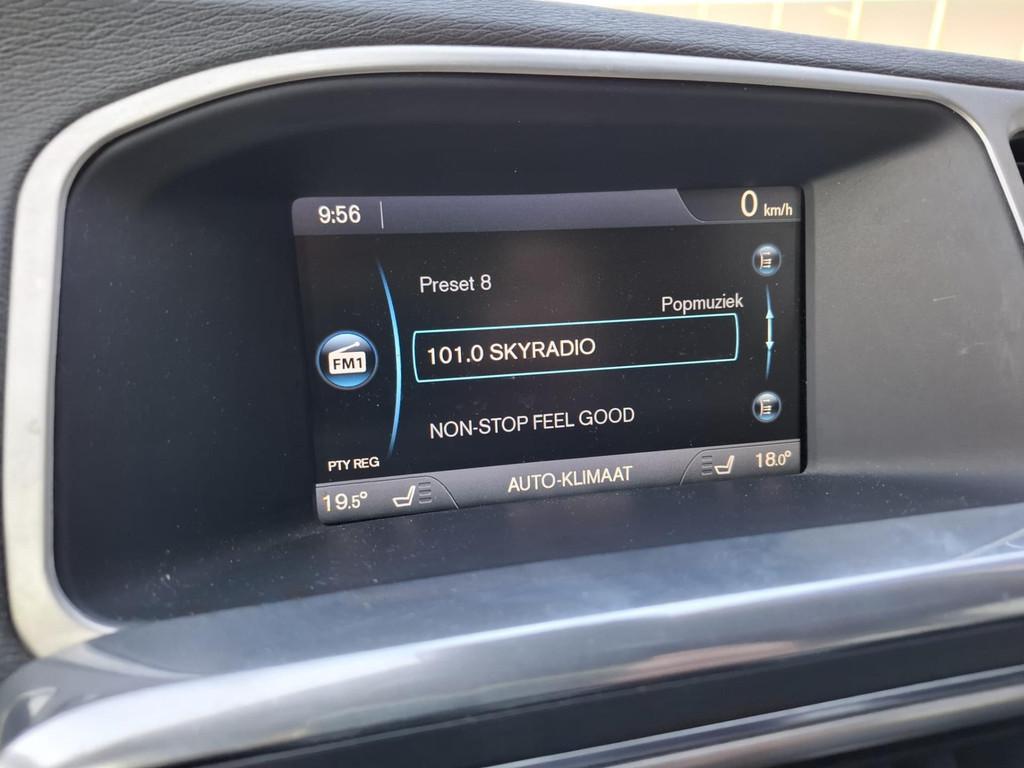 9:56
0 km/h
Preset 8
Popmuziek
FM1
101.0 SKYRADIO
NON-STOP FEEL GOOD
PTY REG
19.5°
AUTO-KLIMAAT
18.0°